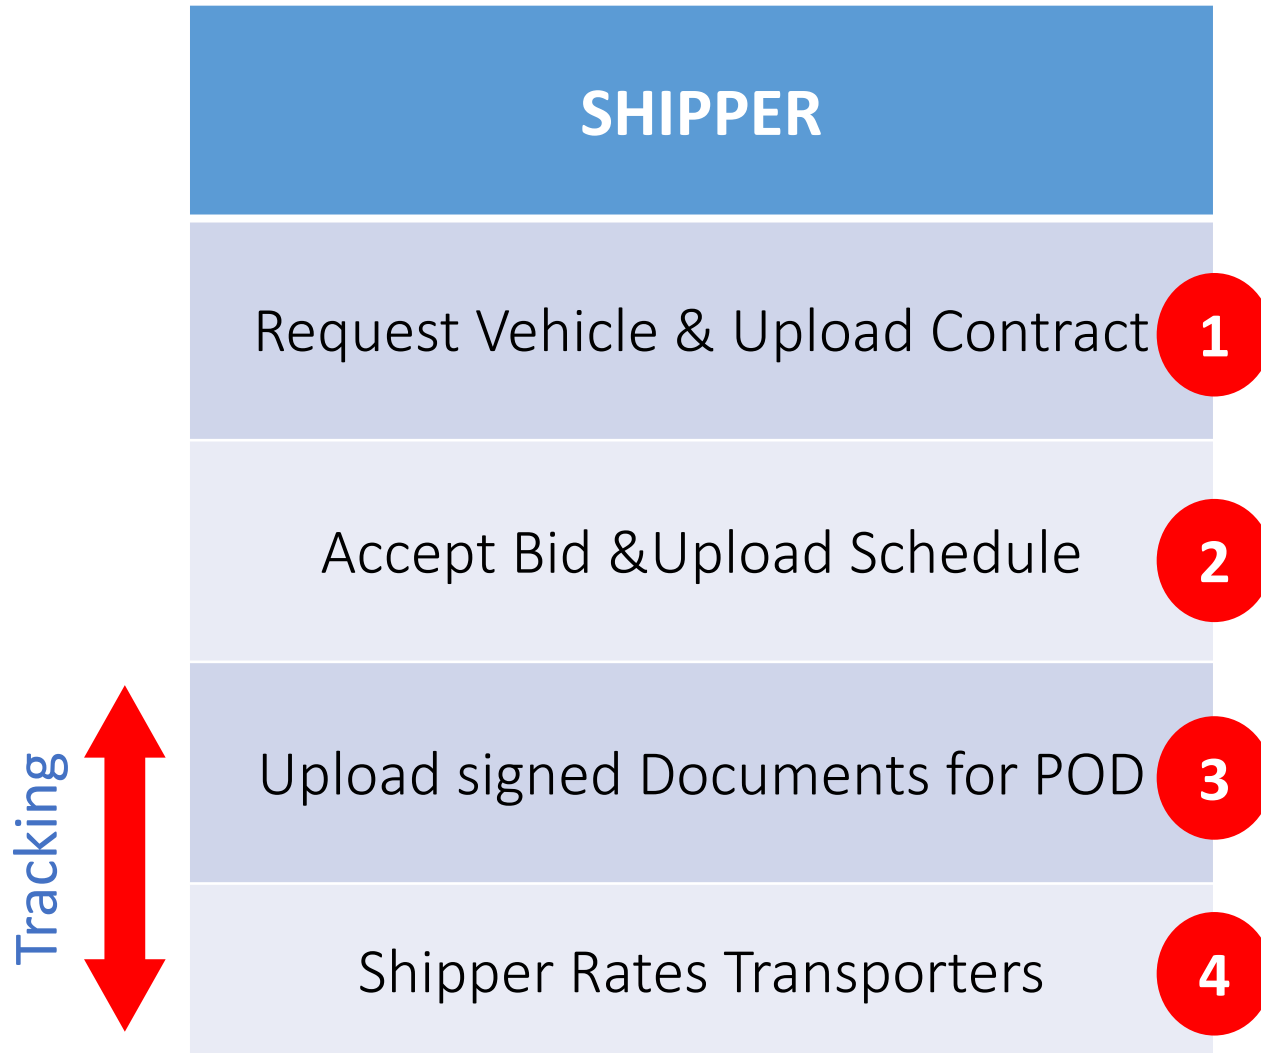 SHIPPER
Request Vehicle & Upload Contract
1
Accept Bid &Upload Schedule
2
Upload signed Documents for POD
3
Shipper Rates Transporters
4
Tracking